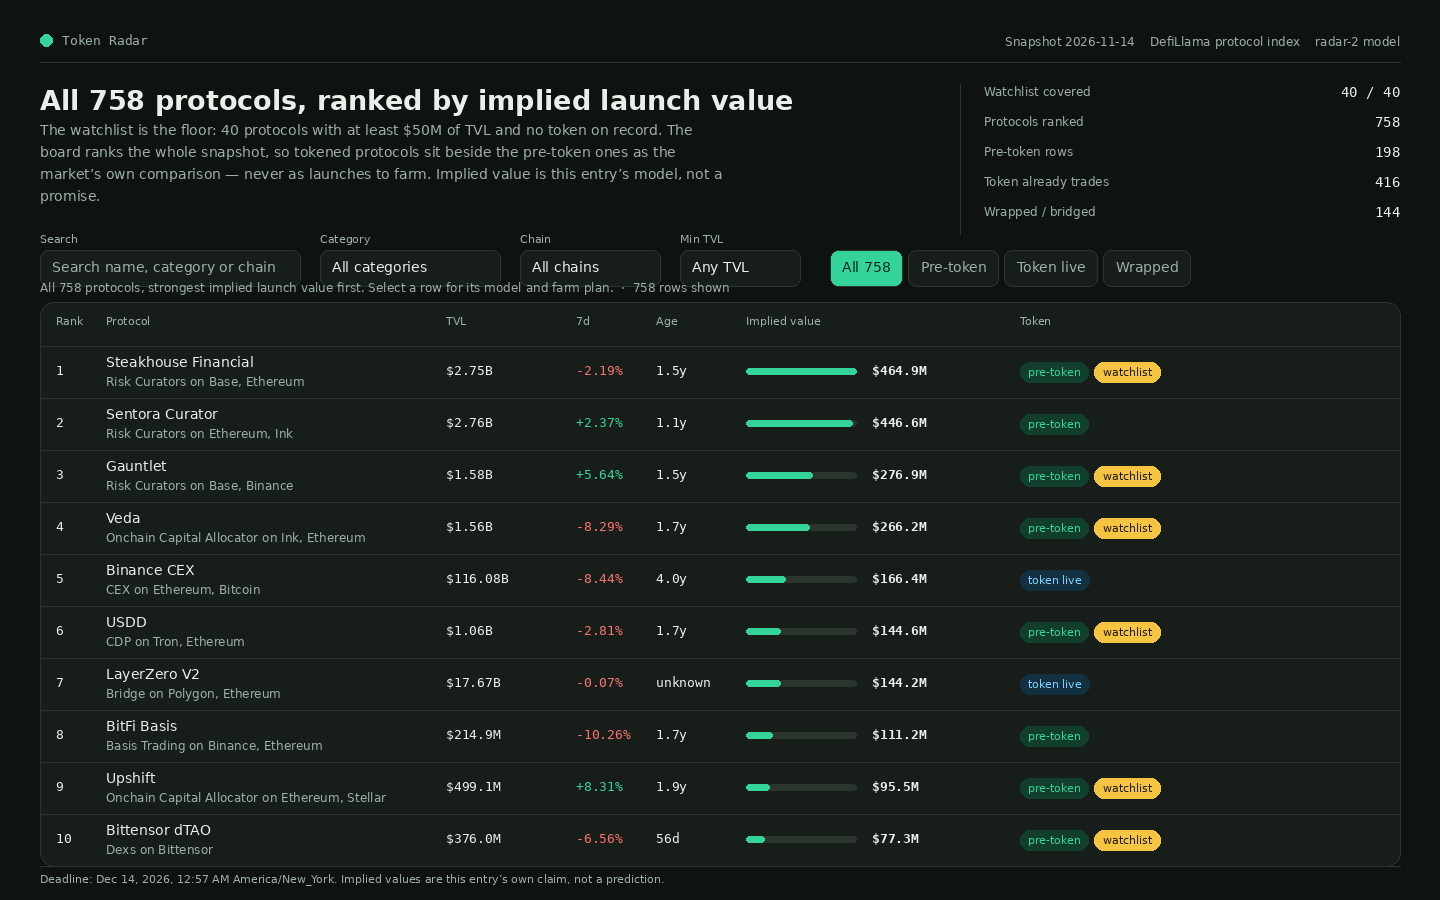 Token Radar
Snapshot 2026-11-14 DefiLlama protocol index radar-2 model
All 758 protocols, ranked by implied launch value
The watchlist is the floor: 40 protocols with at least $50M of TVL and no token on record. The
board ranks the whole snapshot, so tokened protocols sit beside the pre-token ones as the
market’s own comparison — never as launches to farm. Implied value is this entry’s model, not a
promise.
Watchlist covered 40 / 40
Protocols ranked 758
Pre-token rows 198
Token already trades 416
Wrapped / bridged 144
Search Category Chain Min TVL
Search name, category or chain All categories All chains Any TVL All 758 Pre-token Token live Wrapped
All 758 protocols, strongest implied launch value first. Select a row for its model and farm plan. · 758 rows shown
Rank Protocol TVL 7d Age Implied value Token
1 Steakhouse Financial $2.75B -2.19% 1.5y $464.9M pre-token watchlist
Risk Curators on Base, Ethereum
2 Sentora Curator $2.76B +2.37% 1.1y $446.6M pre-token
Risk Curators on Ethereum, Ink
3 Gauntlet $1.58B +5.64% 1.5y $276.9M pre-token watchlist
Risk Curators on Base, Binance
4 Veda $1.56B -8.29% 1.7y $266.2M pre-token watchlist
Onchain Capital Allocator on Ink, Ethereum
5 Binance CEX $116.08B -8.44% 4.0y $166.4M token live
CEX on Ethereum, Bitcoin
6 USDD $1.06B -2.81% 1.7y $144.6M pre-token watchlist
CDP on Tron, Ethereum
7 LayerZero V2 $17.67B -0.07% unknown $144.2M token live
Bridge on Polygon, Ethereum
8 BitFi Basis $214.9M -10.26% 1.7y $111.2M pre-token
Basis Trading on Binance, Ethereum
9 Upshift $499.1M +8.31% 1.9y $95.5M pre-token watchlist
Onchain Capital Allocator on Ethereum, Stellar
10 Bittensor dTAO $376.0M -6.56% 56d $77.3M pre-token watchlist
Dexs on Bittensor
Deadline: Dec 14, 2026, 12:57 AM America/New_York. Implied values are this entry’s own claim, not a prediction.